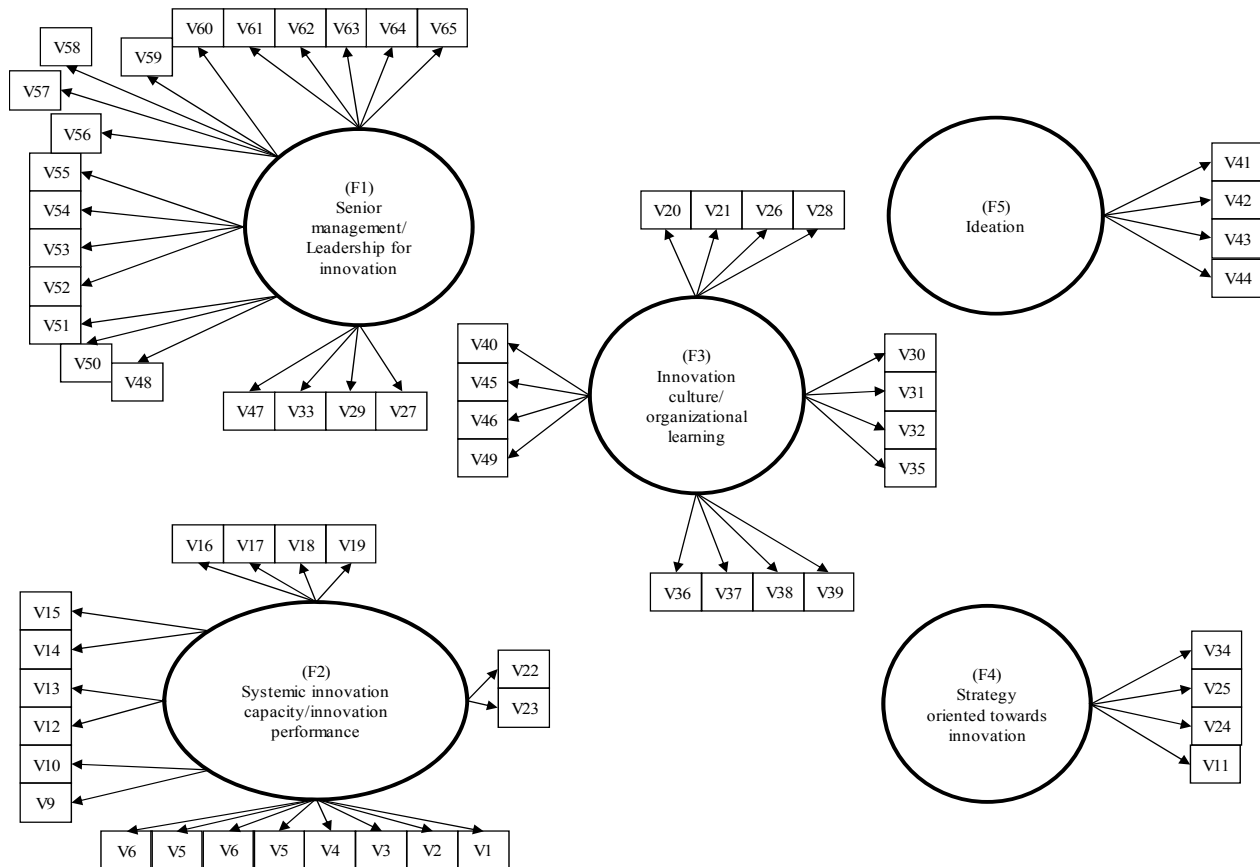 V60 V61 V62 V63 V64 V65
V58
V59
V57
V56
V55
V54
V53
V52
V51
V50
V48
(F1)
Senior
management/
Leadership for
innovation
V47 V33 V29 V27
V20 V21 V26 V28
V40
V45
V46
V49
(F3)
Innovation
culture/
organizational
learning
V30
V31
V32
V35
V36 V37 V38 V39
(F5)
Ideation
V41
V42
V43
V44
V16 V17 V18 V19
V15
V14
V13
V12
V10
V9
(F2)
Systemic innovation
capacity/innovation
performance
V22
V23
V6 V5 V6 V5 V4 V3 V2 V1
(F4)
Strategy
oriented towards
innovation
V34
V25
V24
V11